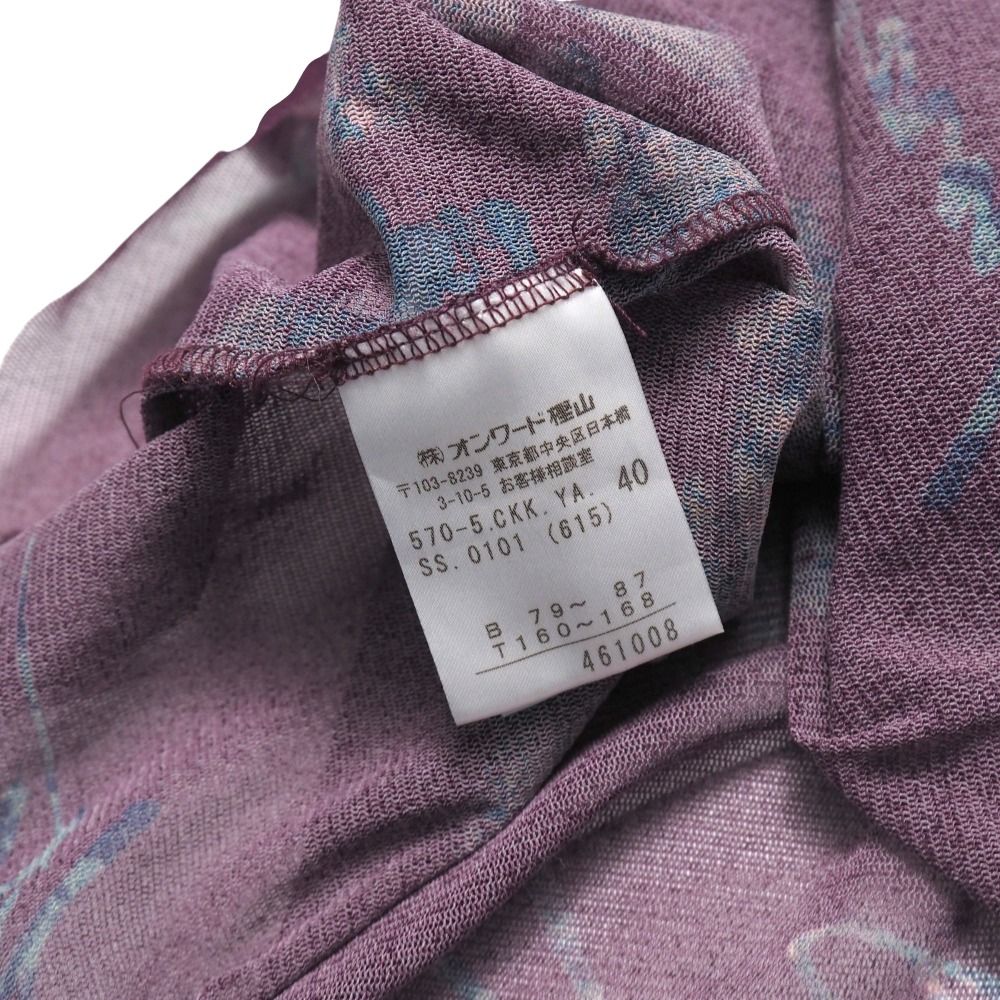 (株)オンワード樫山
〒103-8239 東京都中央区日本橋
3-10-5 お客様相談室
570-5.CKK.YA. 40
SS.0101 (615)
B 79～ 87
T 160～168
461008